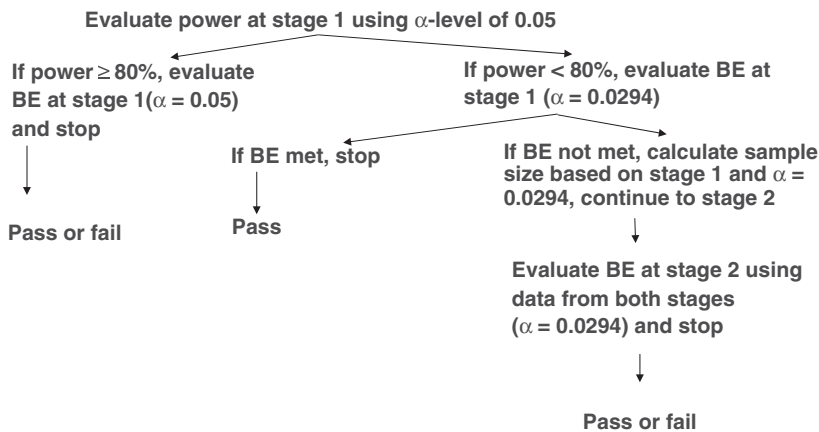 Evaluate power at stage 1 using α-level of 0.05
If power ≥ 80%, evaluate
BE at stage 1(α = 0.05)
and stop
If power < 80%, evaluate BE at
stage 1 (α = 0.0294)
If BE met, stop
If BE not met, calculate sample
size based on stage 1 and α =
0.0294, continue to stage 2
Pass or fail
Pass
Evaluate BE at stage 2 using
data from both stages
(α = 0.0294) and stop
Pass or fail